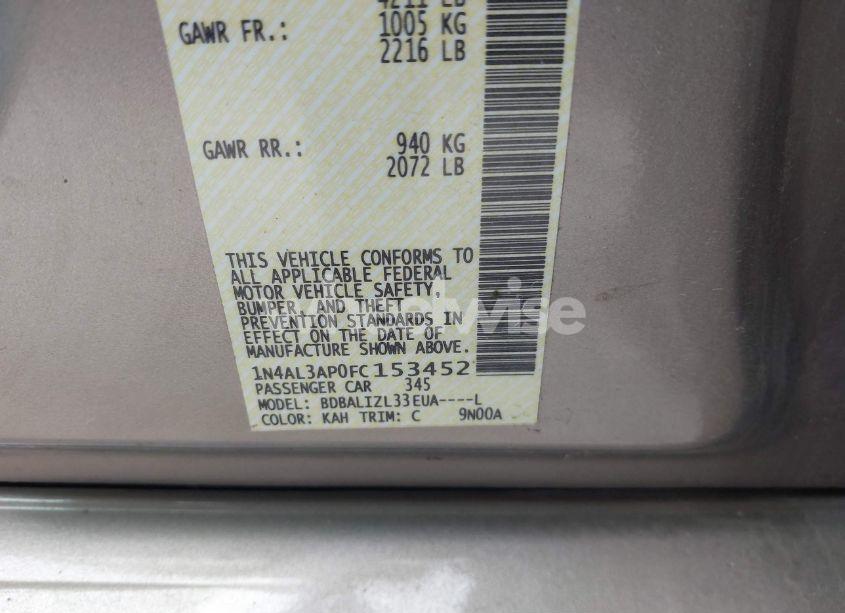 4211 LB
GAWR FR.: 1005 KG
2216 LB
GAWR RR.: 940 KG
2072 LB
THIS VEHICLE CONFORMS TO
ALL APPLICABLE FEDERAL
MOTOR VEHICLE SAFETY,
BUMPER, AND THEFT
PREVENTION STANDARDS IN
EFFECT ON THE DATE OF
MANUFACTURE SHOWN ABOVE.
1N4AL3AP0FC153452
PASSENGER CAR 345
MODEL: BDBALIZL33EUA----L
COLOR: KAH TRIM: C 9N00A